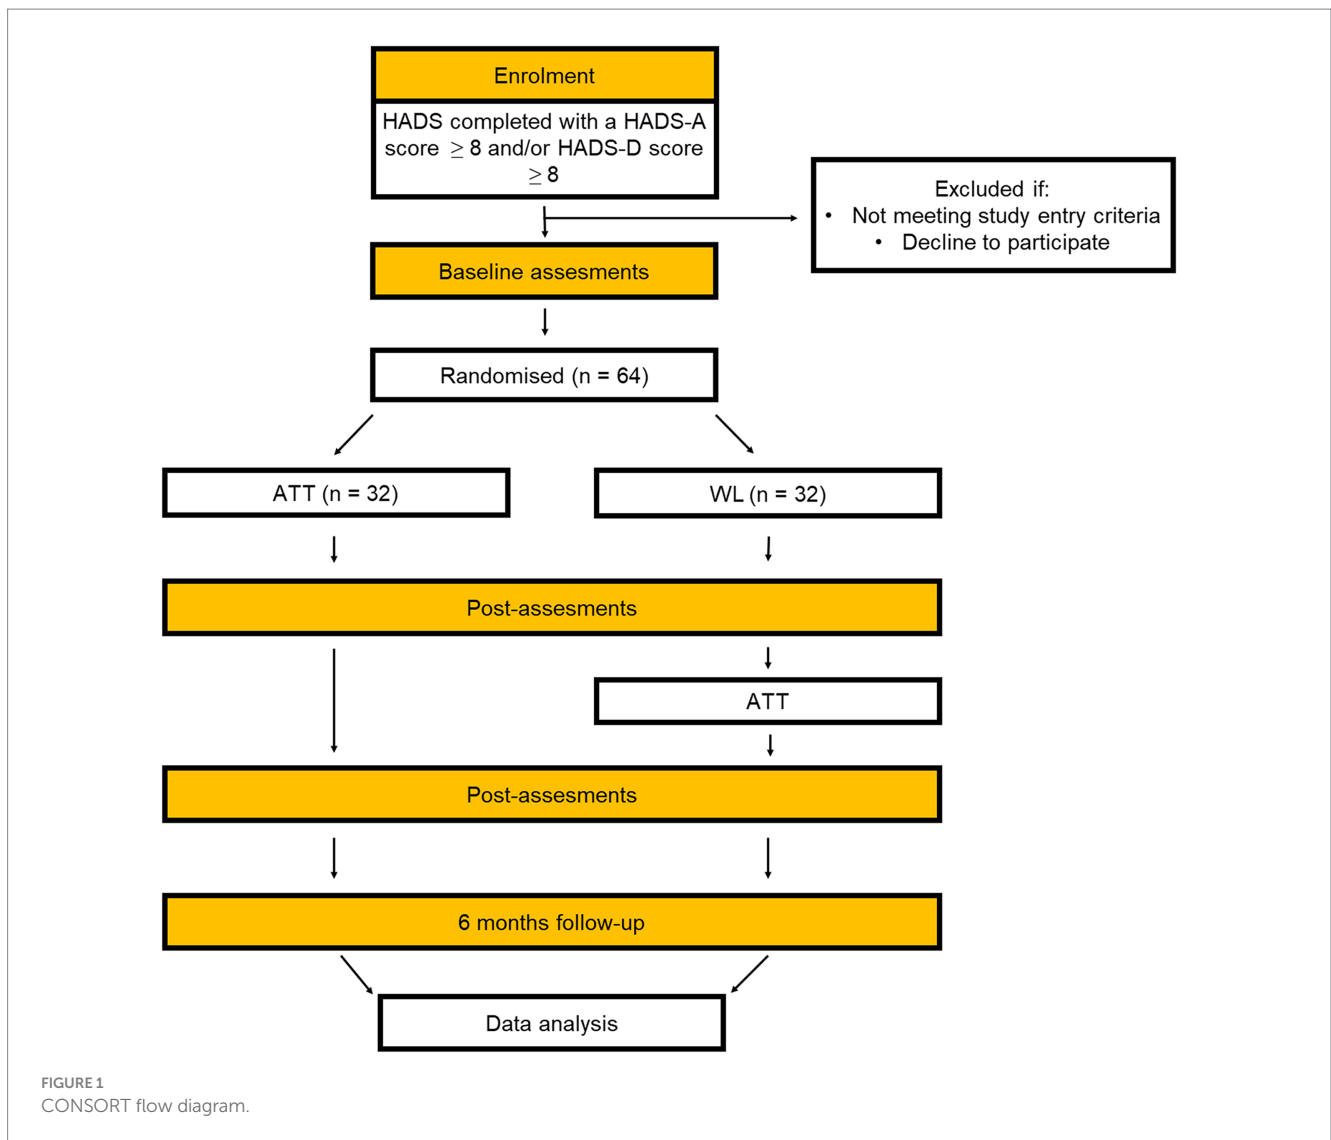 Enrolment
HADS completed with a HADS-A
score ≥ 8 and/or HADS-D score
≥ 8
Excluded if:
• Not meeting study entry criteria
• Decline to participate
Baseline assesments
Randomised (n = 64)
ATT (n = 32)
WL (n = 32)
Post-assesments
ATT
Post-assesments
6 months follow-up
Data analysis
FIGURE 1
CONSORT flow diagram.